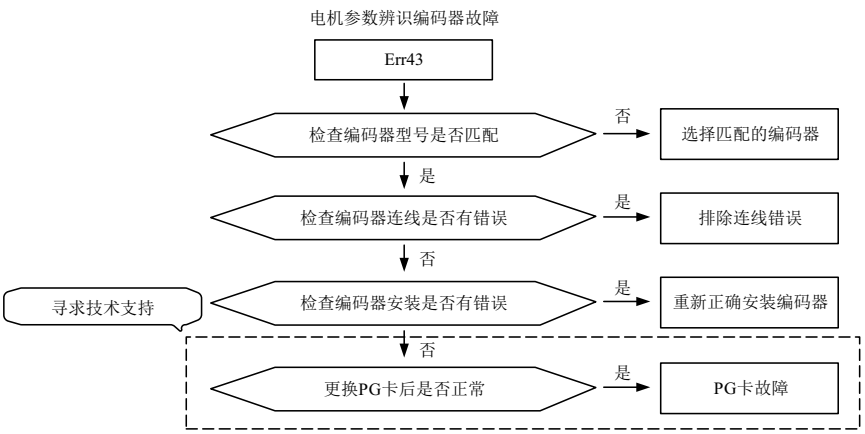 电机参数辨识编码器故障
Err43
检查编码器型号是否匹配
否
选择匹配的编码器
是
检查编码器连线是否有错误
是
排除连线错误
否
寻求技术支持
检查编码器安装是否有错误
是
重新正确安装编码器
否
更换PG卡后是否正常
是
PG卡故障